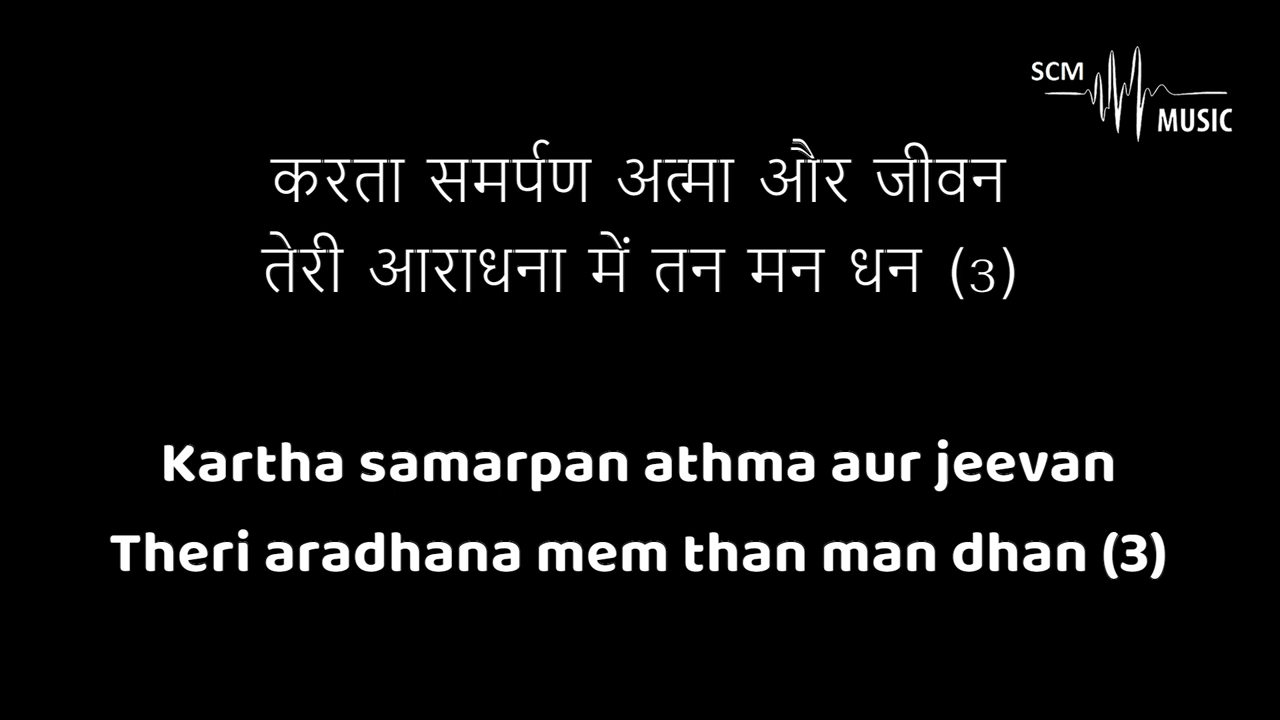 SCM
MUSIC
करता समर्पण अत्मा और जीवन
तेरी आराधना में तन मन धन (3)
Kartha samarpan athma aur jeevan
Theri aradhana mem than man dhan (3)